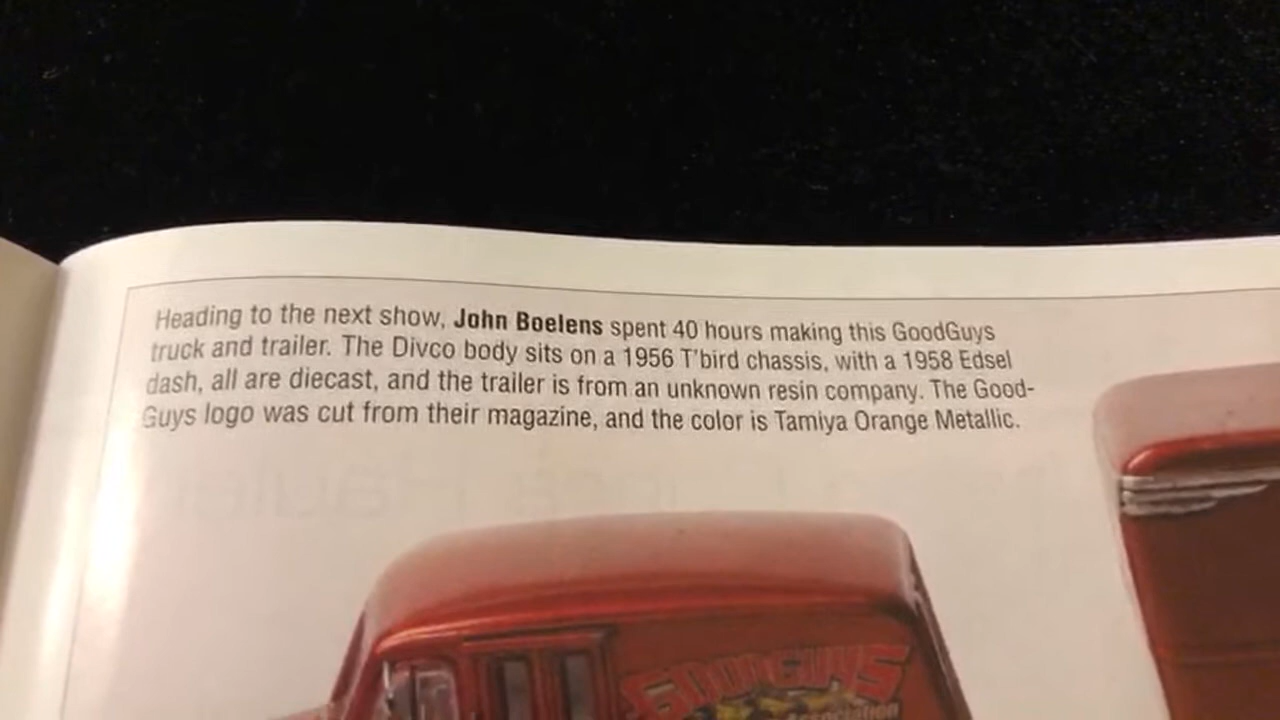 Heading to the next show, John Boelens spent 40 hours making this GoodGuys
truck and trailer. The Divco body sits on a 1956 T'bird chassis, with a 1958 Edsel
dash, all are diecast, and the trailer is from an unknown resin company. The Good-
Guys logo was cut from their magazine, and the color is Tamiya Orange Metallic.
GOODGUYS
Association